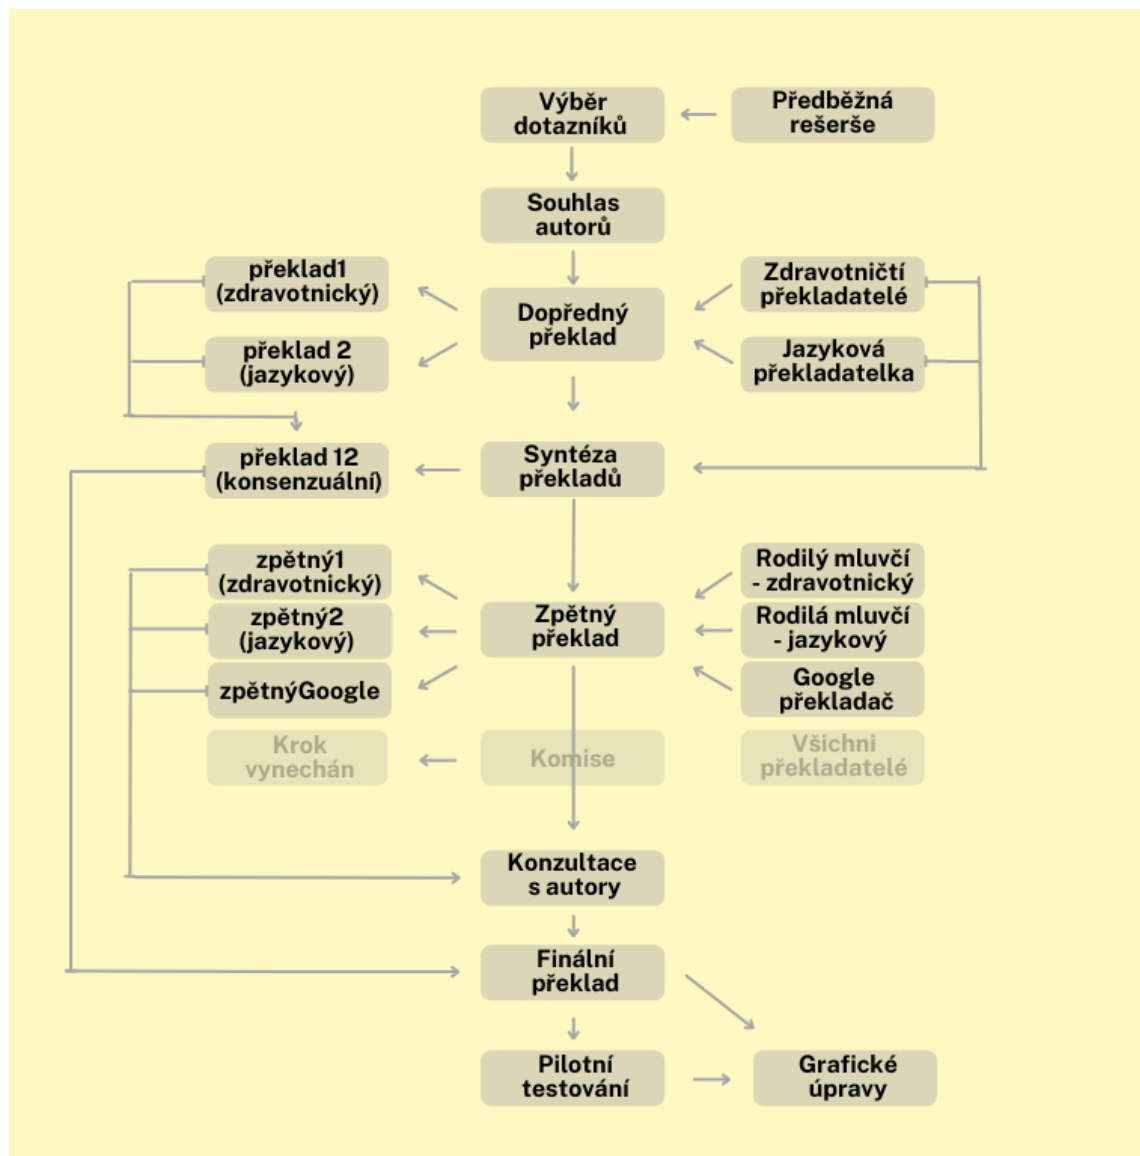 Výběr
dotazníků
Předběžná
rešerše
Souhlas
autorů
překlad1
(zdravotnický)
Dopředný
překlad
Zdravotničtí
překladatelé
překlad 2
(jazykový)
Jazyková
překladatelka
překlad 12
(konsenzuální)
Syntéza
překladů
zpětný1
(zdravotnický)
zpětný2
(jazykový)
zpětnýGoogle
Zpětný
překlad
Rodilý mluvčí
- zdravotnický
Rodilá mluvčí
- jazykový
Google
překladač
Krok
vynechán
Komise
Všichni
překladatelé
Konzultace
s autory
Finální
překlad
Pilotní
testování
Grafické
úpravy